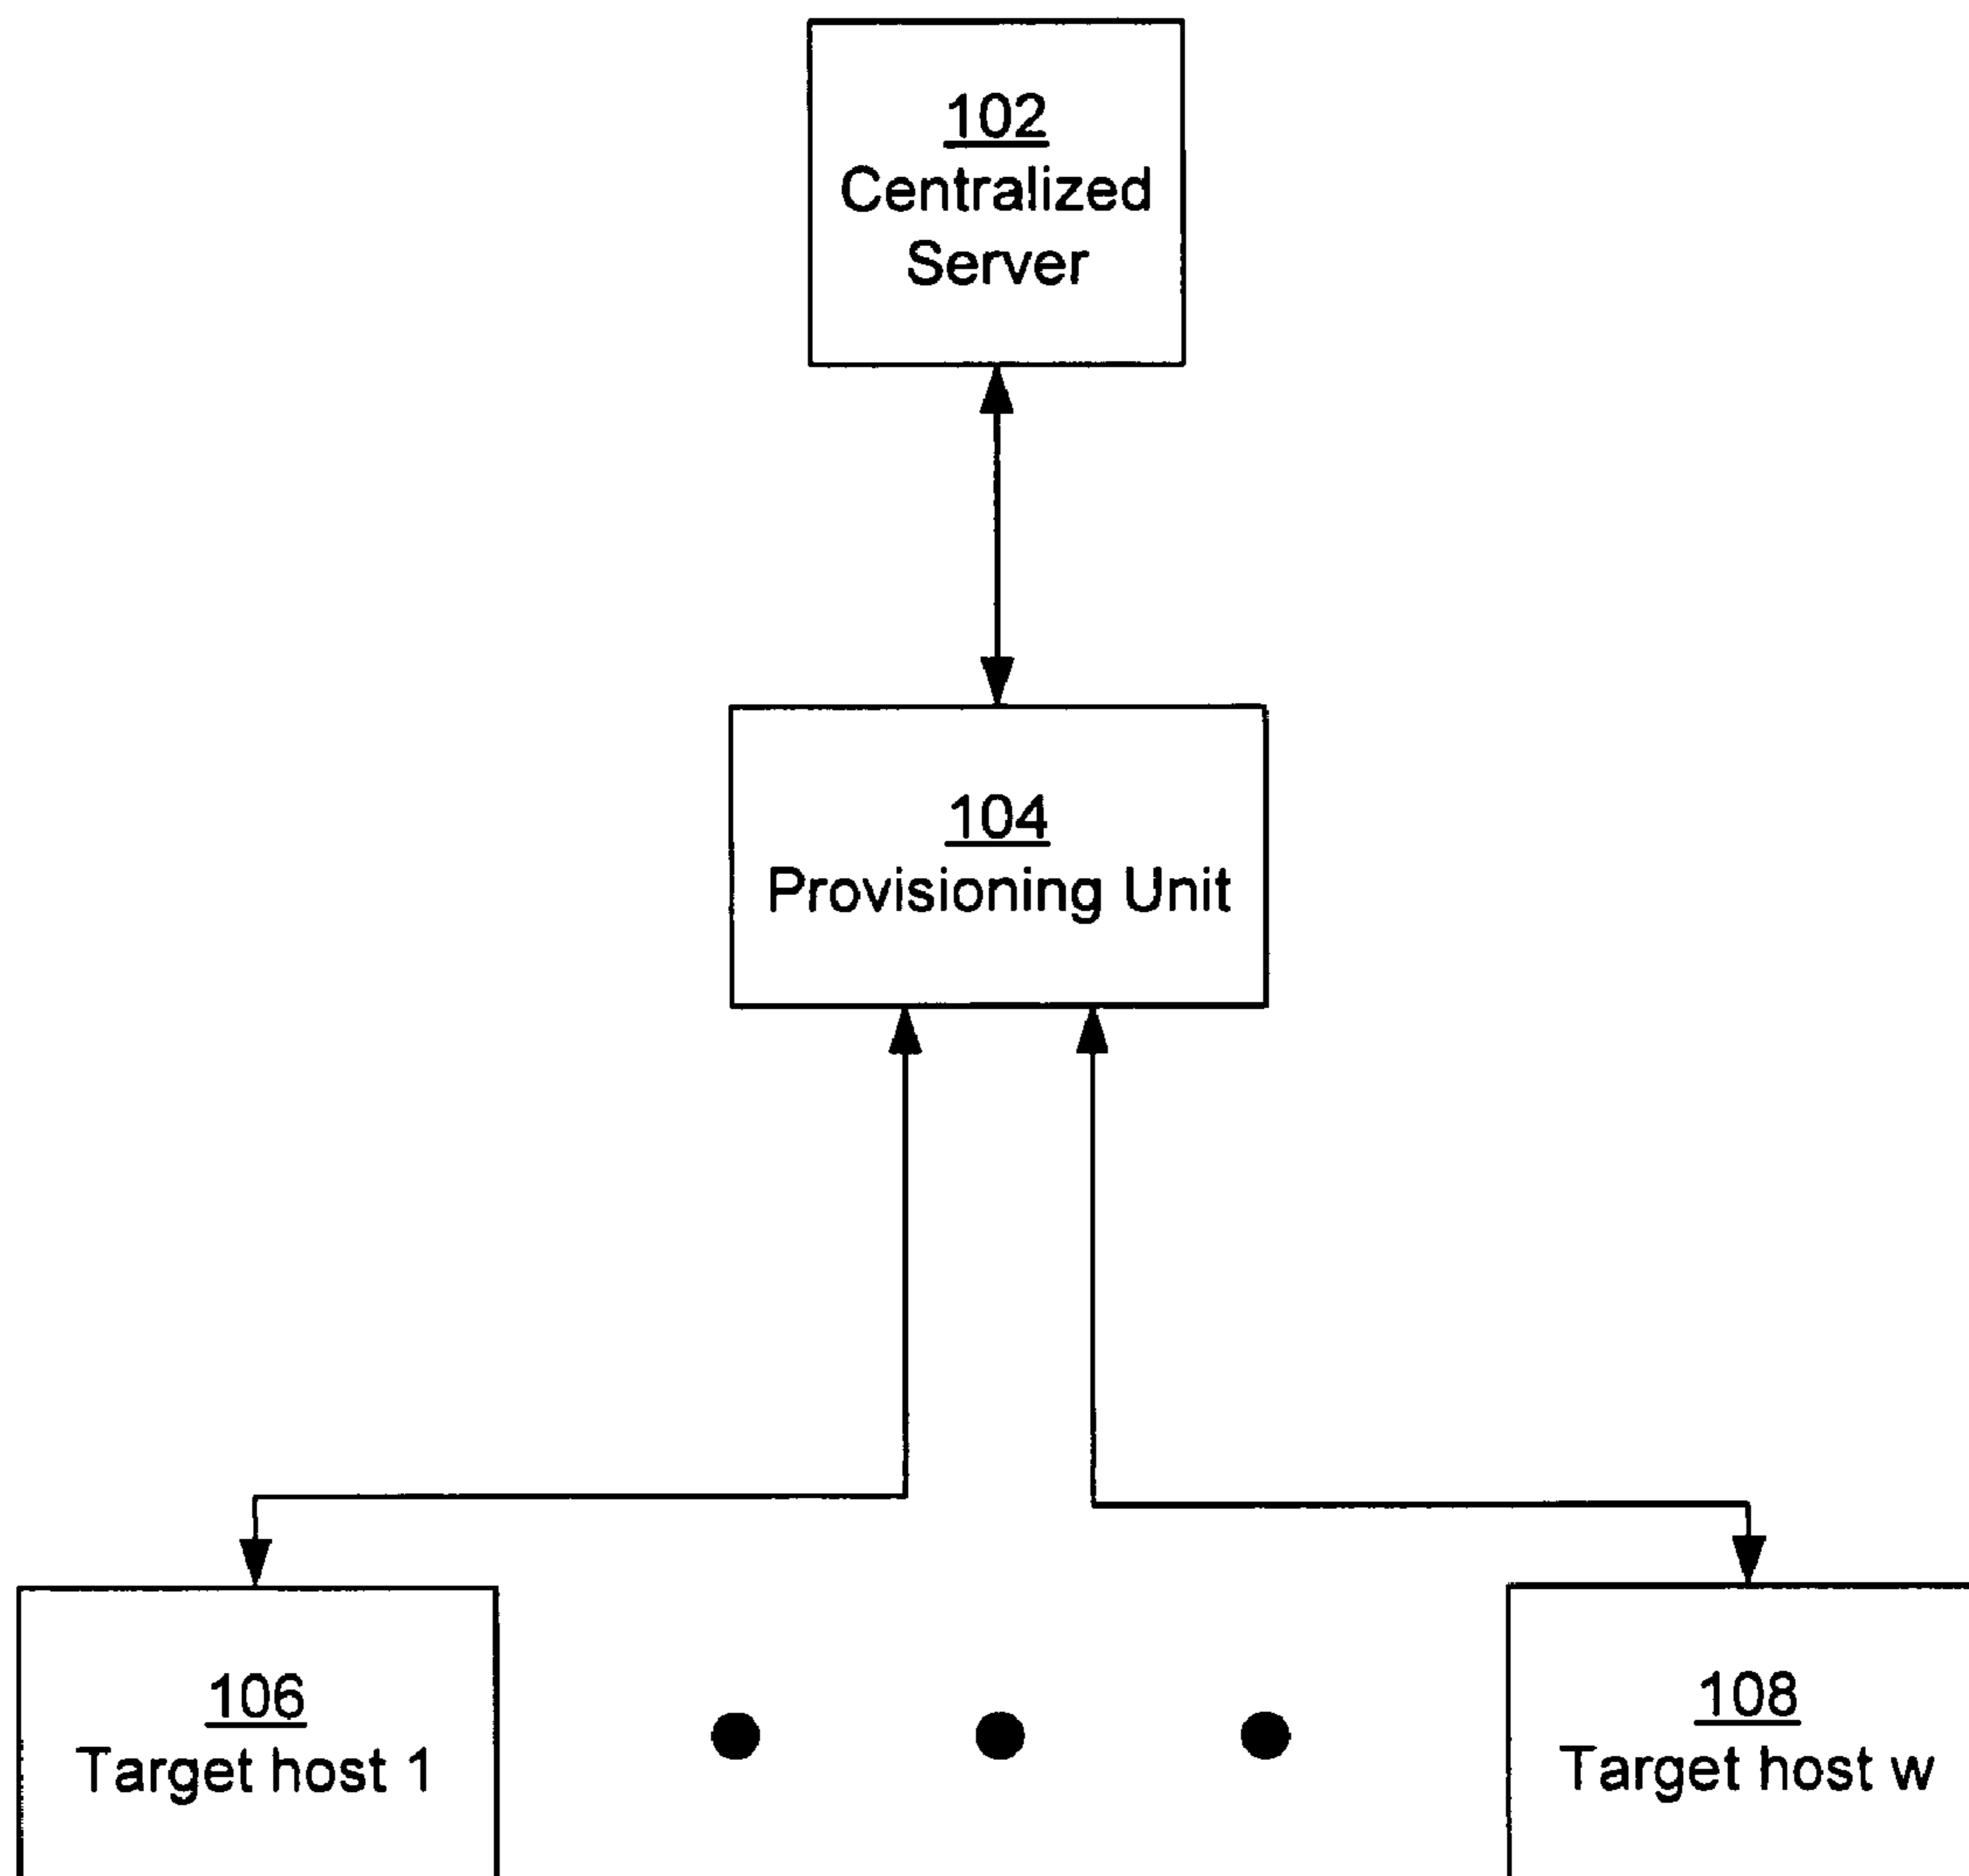 102
Centralized
Server
104
Provisioning Unit
106
Target host 1
108
Target host w